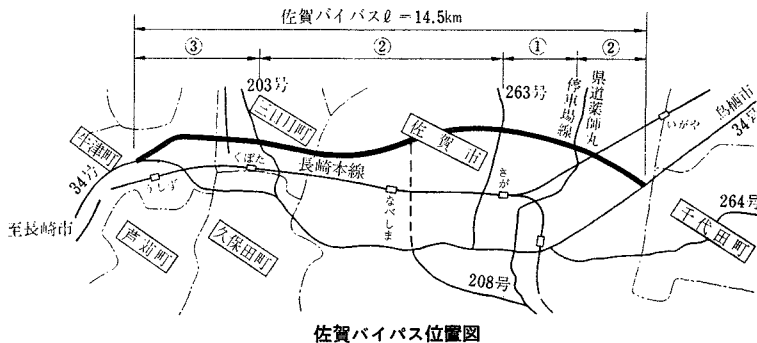 佐賀バイパスℓ=14.5km
③
②
①
②
203号
263号
県道薬師丸
停車場線
鳥栖市
34号
いがや
三日月町
佐賀市
牛津町
34号
くぼた
長崎本線
さが
うしず
なべしま
至長崎市
芦刈町
久保田町
208号
264号
千代田町
佐賀バイパス位置図